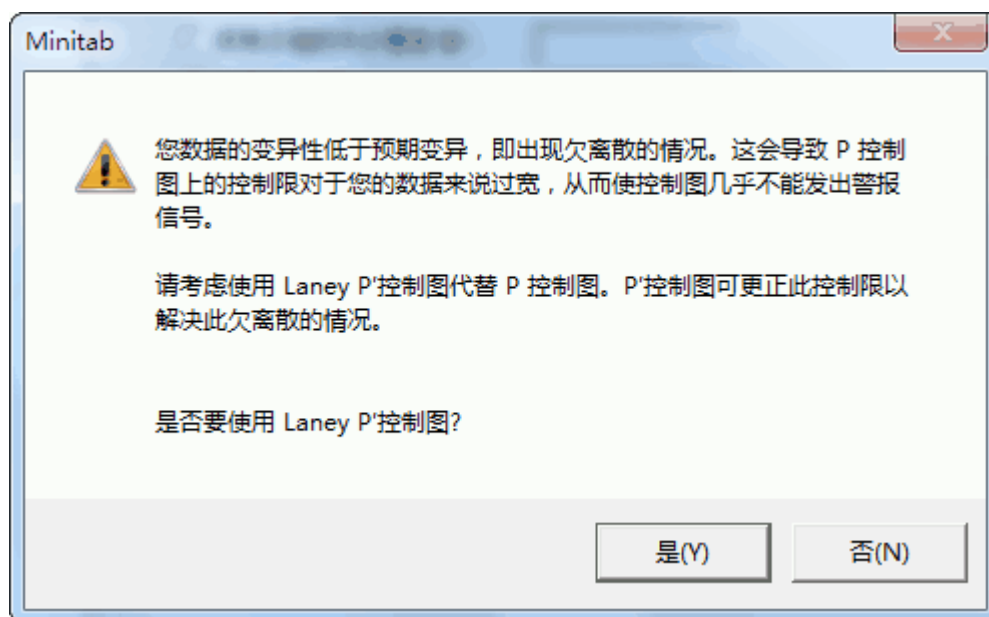 Minitab
您数据的变异性低于预期变异，即出现欠离散的情况。这会导致 P 控制
图上的控制限对于您的数据来说过宽，从而使控制图几乎不能发出警报
信号。
请考虑使用 Laney P'控制图代替 P 控制图。P'控制图可更正此控制限以
解决此欠离散的情况。
是否要使用 Laney P'控制图?
是(Y)
否(N)